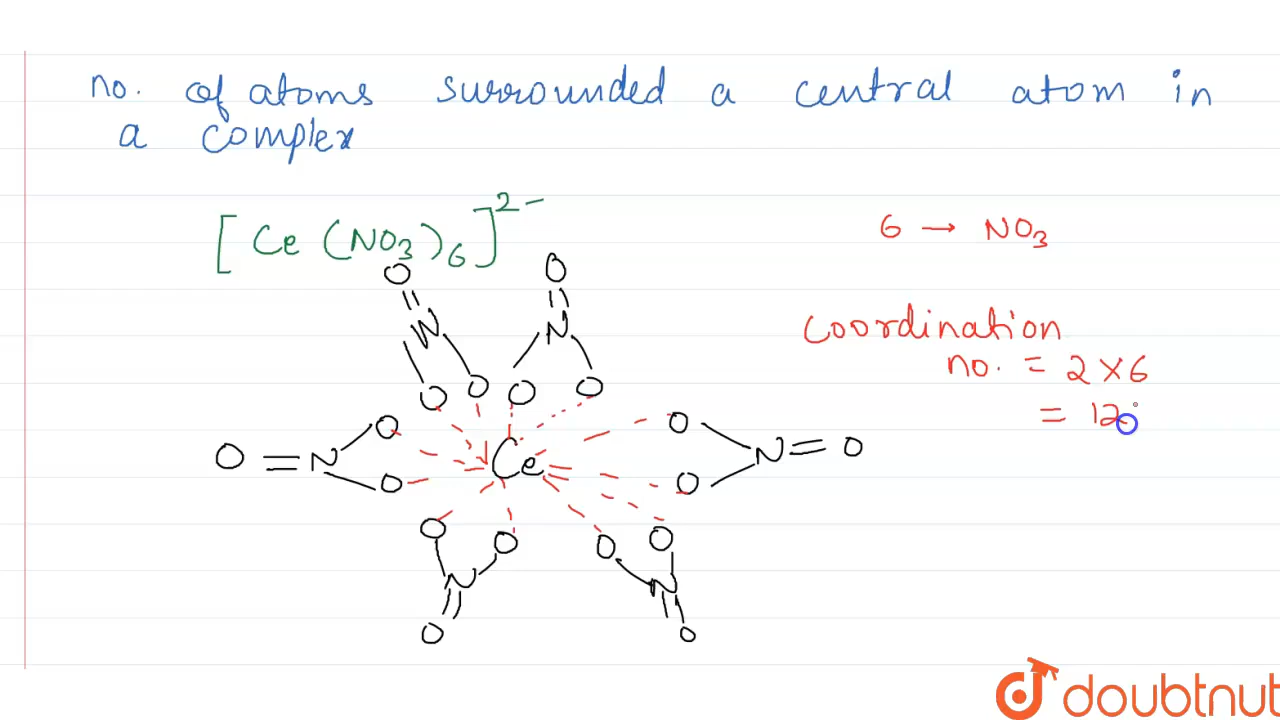 no. of atoms surrounded a central atom in
a complex
[Ce(NO3)6]2-
6 → NO3
Coordination
no. = 2×6
= 12
O O
N N
O O O O
O = N O O Ce O O N = O
O O O O
N N
O O
doubtnut